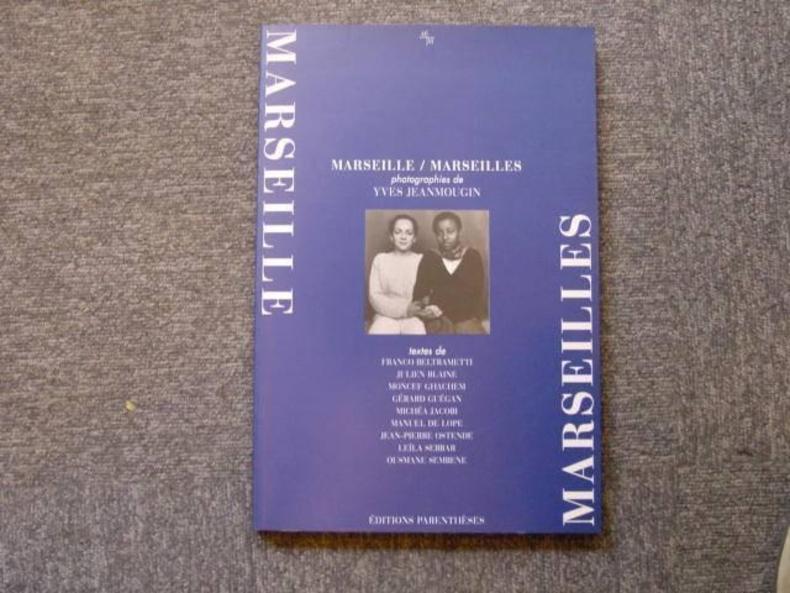 MARSEILLE
MARSEILLE / MARSEILLES
photographies de
YVES JEANMOUGIN
textes de
FRANCO BELTRAMETTI
JULIEN BLAINE
MONCEF GHACHEM
GÉRARD GUÉGAN
MICHÉA JACOBI
MANUEL DE LOPE
JEAN-PIERRE OSTENDE
LEÏLA SEBBAR
OUSMANE SEMBENE
ÉDITIONS PARENTHÈSES
MARSEILLES